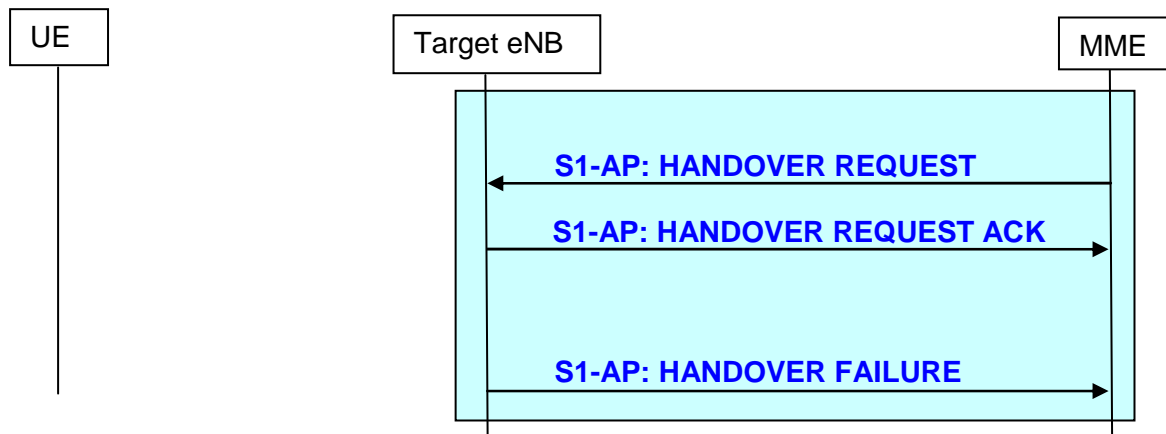 UE
Target eNB
MME
S1-AP: HANDOVER REQUEST
S1-AP: HANDOVER REQUEST ACK
S1-AP: HANDOVER FAILURE